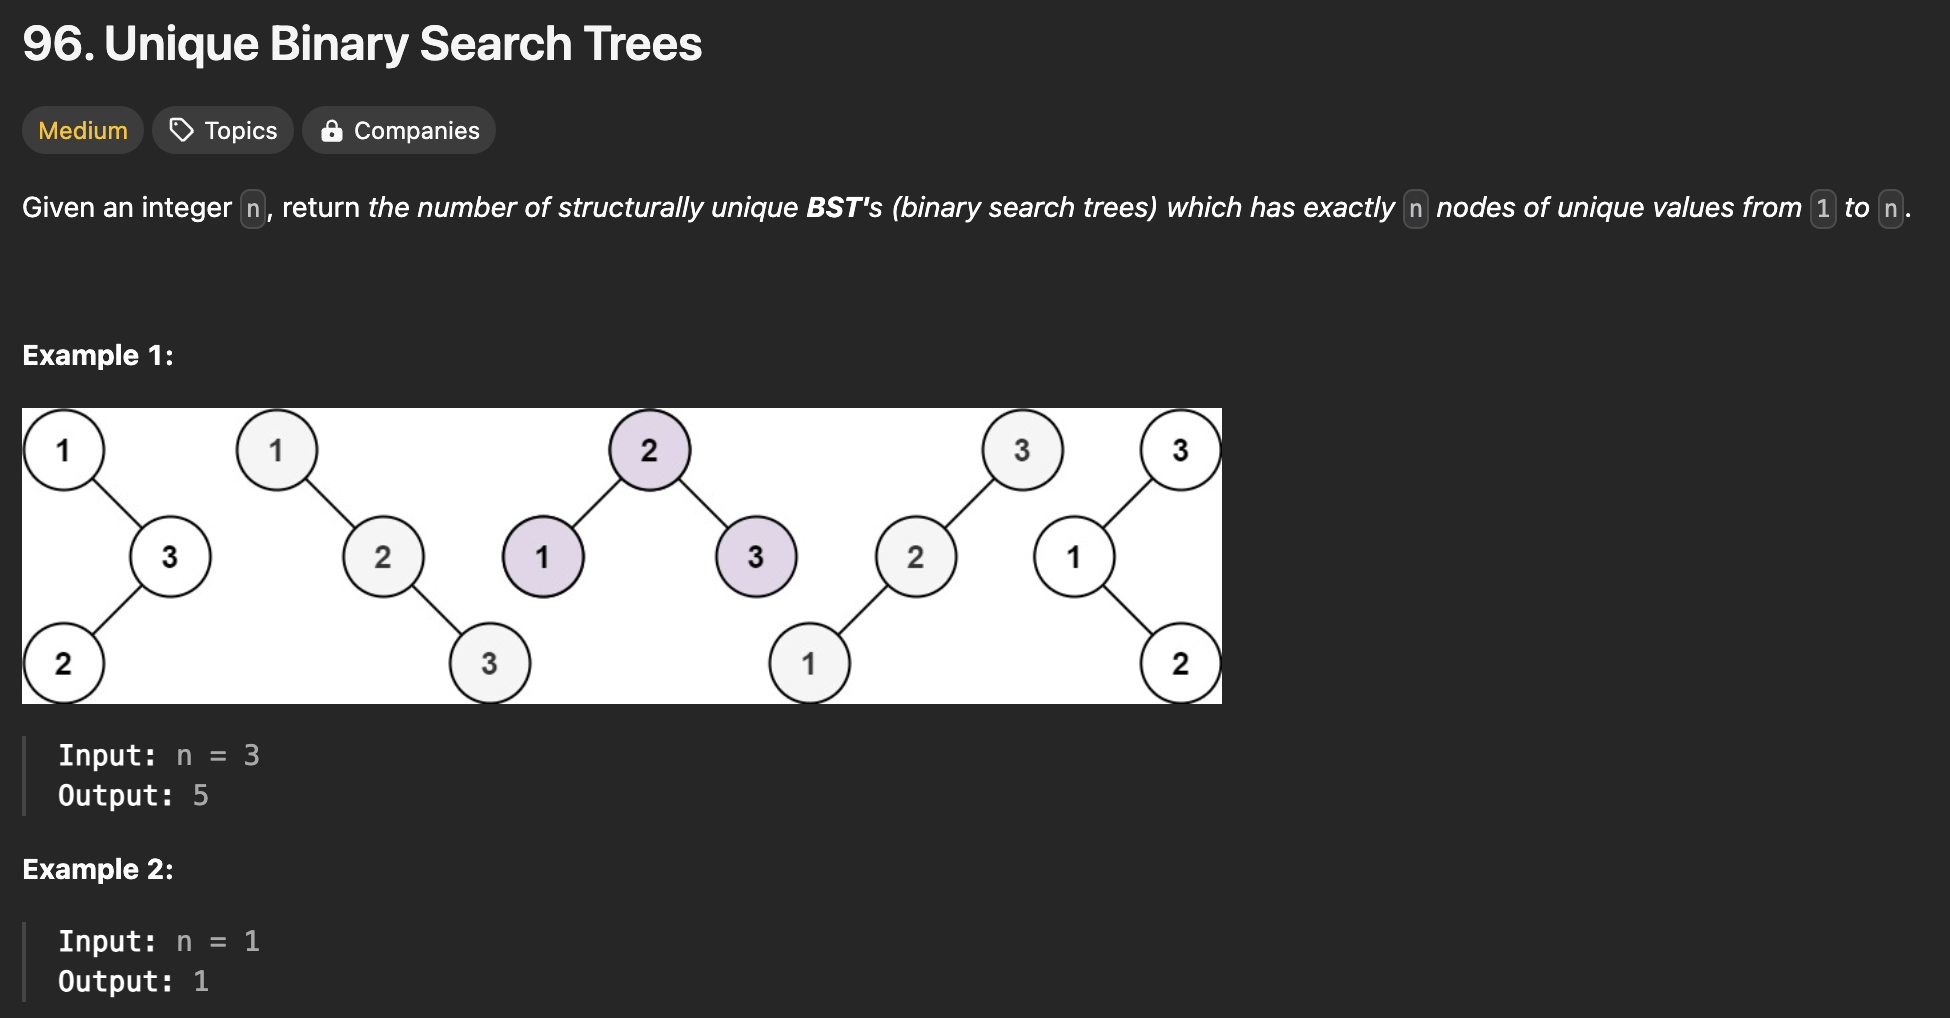 96. Unique Binary Search Trees
Medium Topics Companies
Given an integer n, return the number of structurally unique BST's (binary search trees) which has exactly n nodes of unique values from 1 to n.
Example 1:
1 1 2 3 3
3 2 1 3 2 1
2 3 1 2
Input: n = 3
Output: 5
Example 2:
Input: n = 1
Output: 1